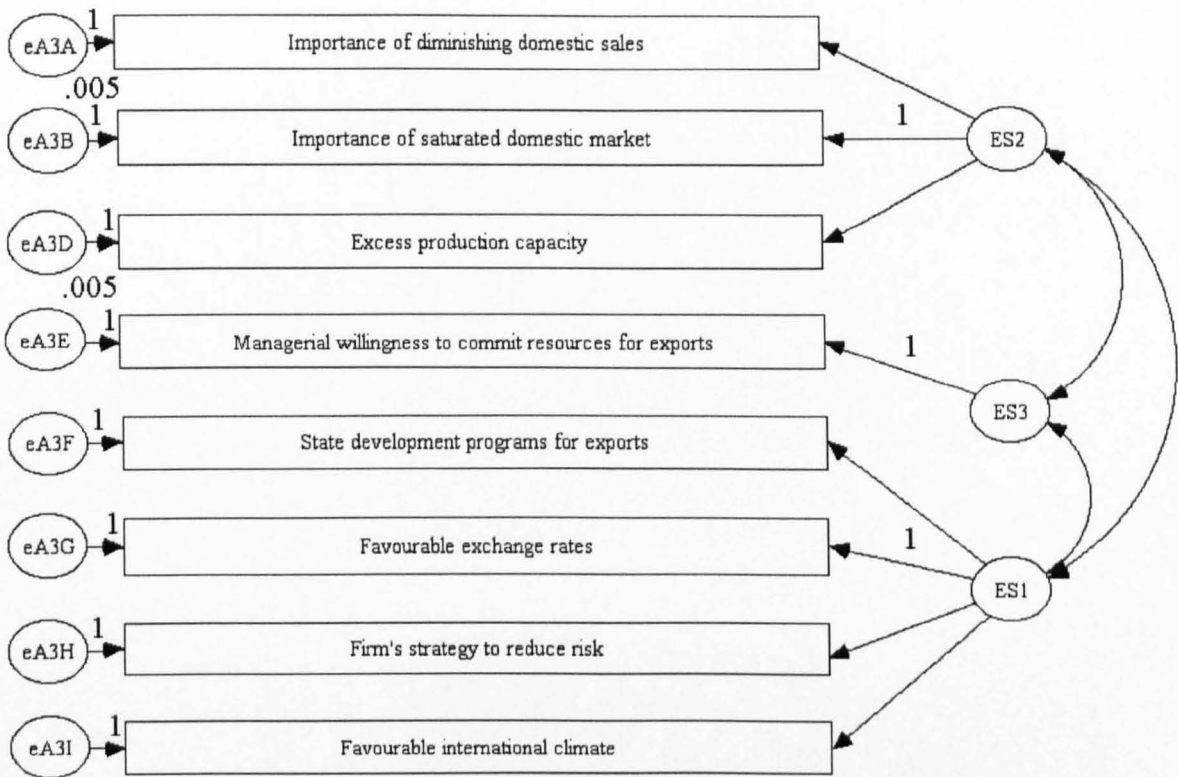 1
eA3A
Importance of diminishing domestic sales
.005
1
eA3B
Importance of saturated domestic market
1
ES2
1
eA3D
Excess production capacity
.005
1
eA3E
Managerial willingness to commit resources for exports
1
ES3
1
eA3F
State development programs for exports
1
eA3G
Favourable exchange rates
1
ES1
1
eA3H
Firm's strategy to reduce risk
1
eA3I
Favourable international climate